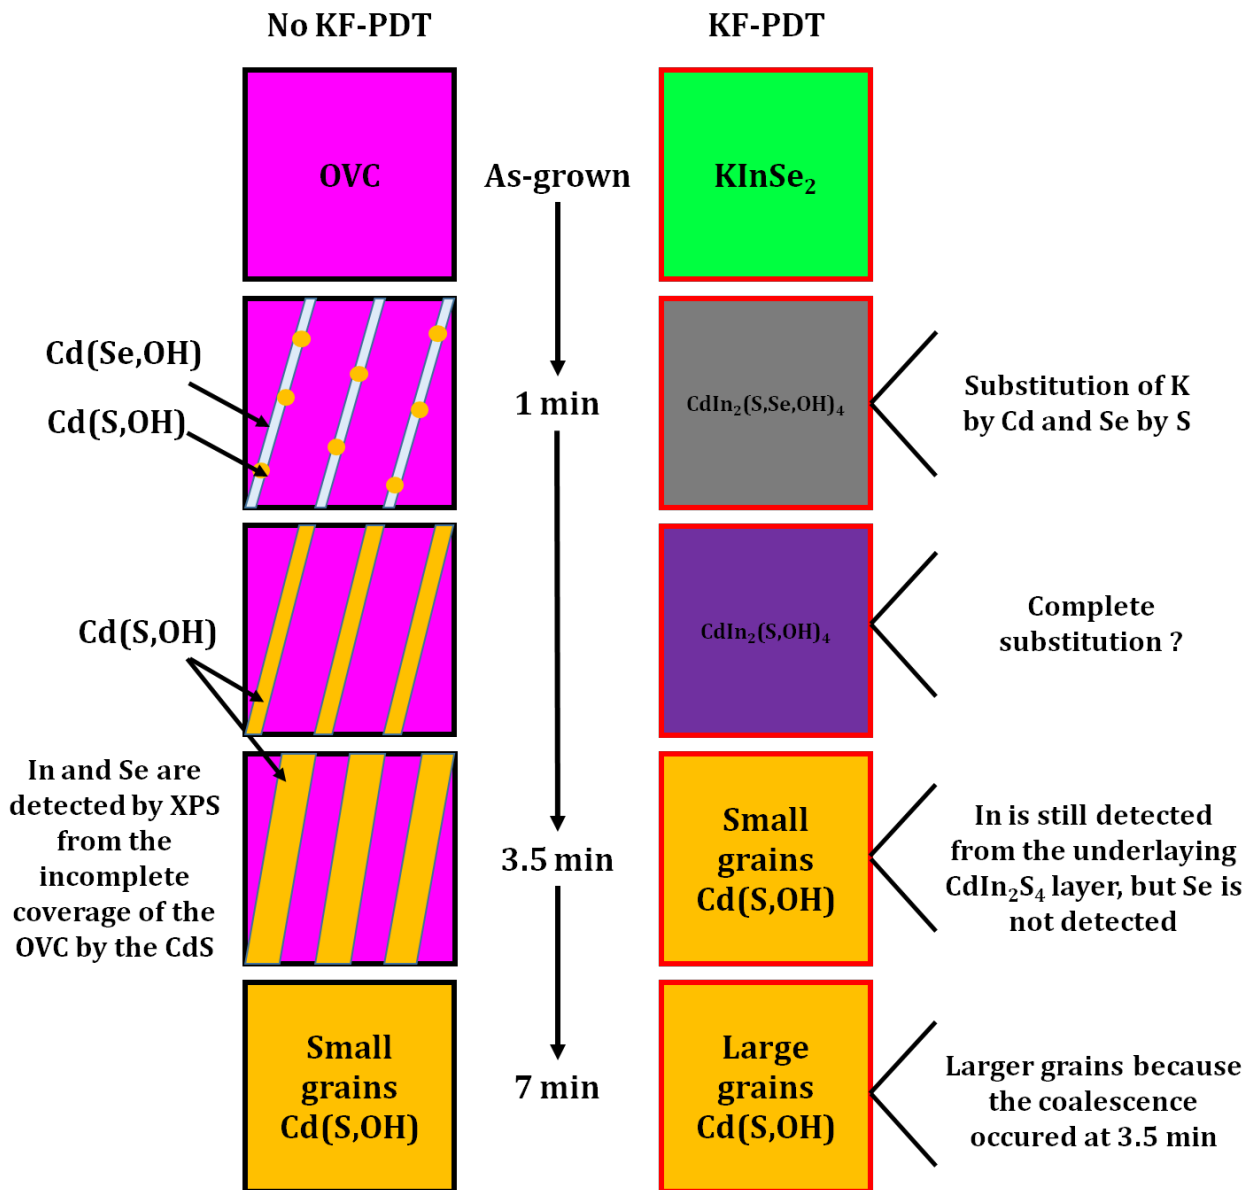 No KF-PDT
KF-PDT
OVC
As-grown
KInSe₂
Cd(Se,OH)
Cd(S,OH)
1 min
CdIn₂(S,Se,OH)₄
Substitution of K
by Cd and Se by S
Cd(S,OH)
CdIn₂(S,OH)₄
Complete
substitution ?
In and Se are
detected by XPS
from the
incomplete
coverage of the
OVC by the CdS
3.5 min
Small
grains
Cd(S,OH)
In is still detected
from the underlaying
CdIn₂S₄ layer, but Se is
not detected
Small
grains
Cd(S,OH)
7 min
Large
grains
Cd(S,OH)
Larger grains because
the coalescence
occured at 3.5 min